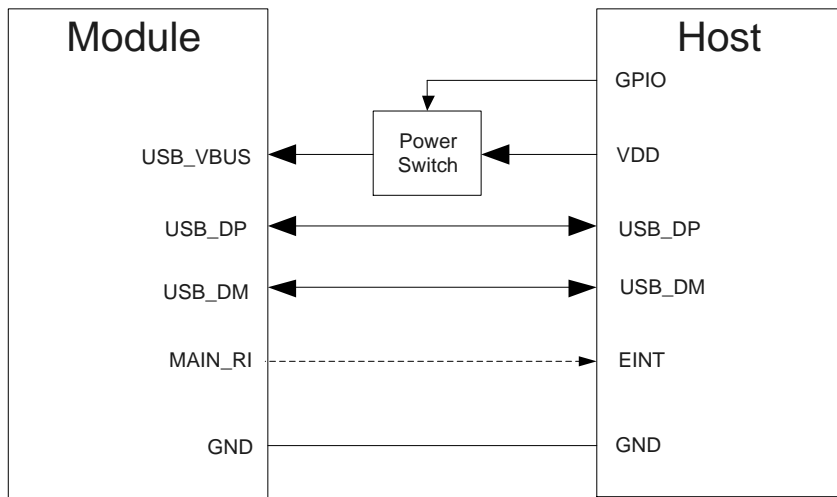 Module
Host
GPIO
Power
Switch
USB_VBUS
VDD
USB_DP
USB_DP
USB_DM
USB_DM
MAIN_RI
EINT
GND
GND